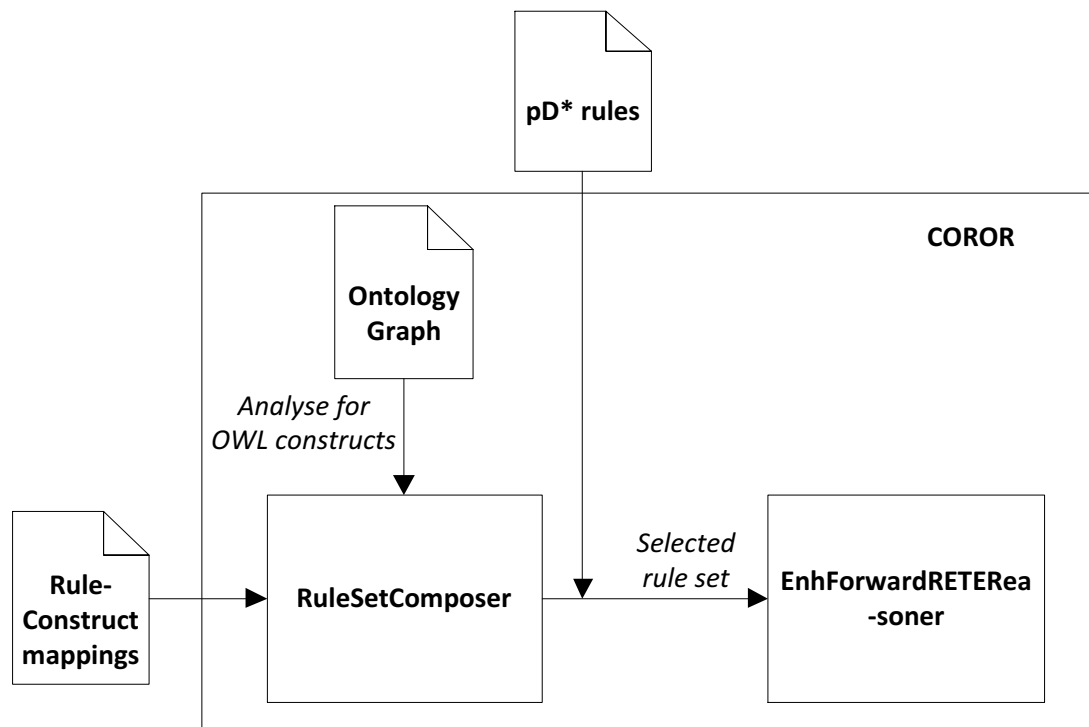 pD* rules
COROR
Ontology
Graph
Analyse for
OWL constructs
Rule-
Construct
mappings
RuleSetComposer
Selected
rule set
EnhForwardRETERea
-soner